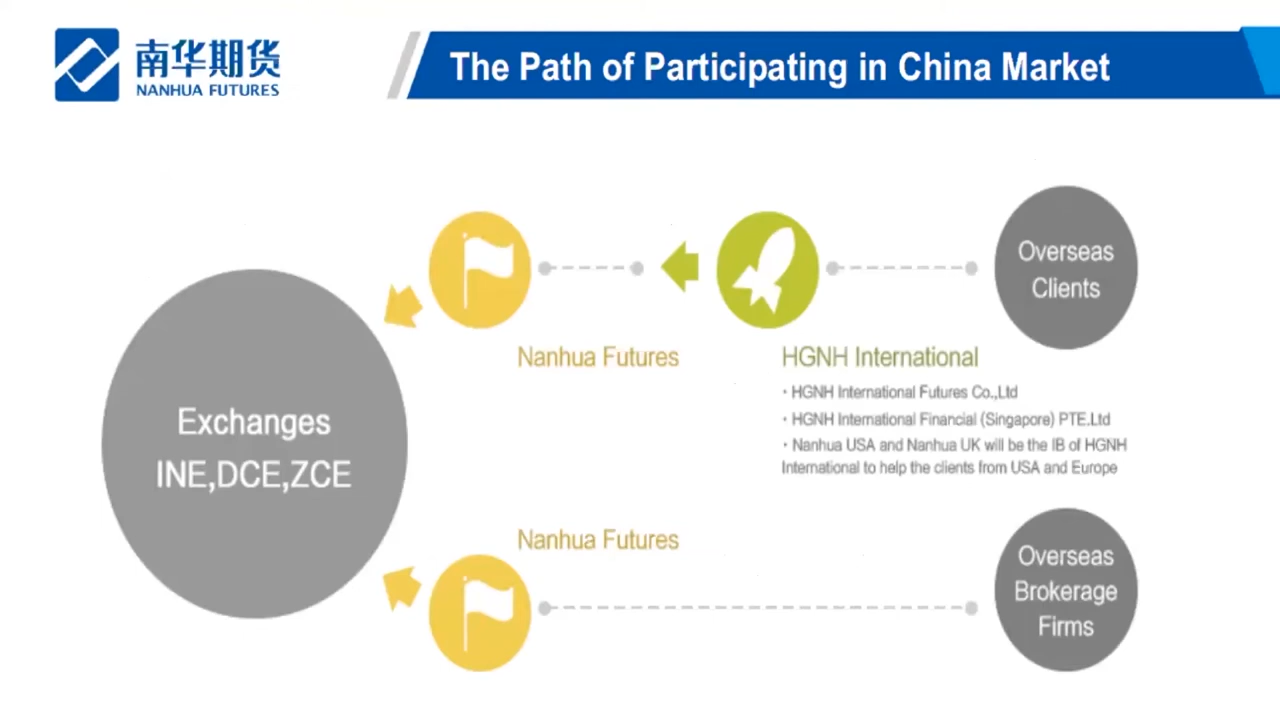 南华期货
NANHUA FUTURES
The Path of Participating in China Market
Overseas
Clients
Nanhua Futures
HGNH International
· HGNH International Futures Co.,Ltd
· HGNH International Financial (Singapore) PTE.Ltd
· Nanhua USA and Nanhua UK will be the IB of HGNH
International to help the clients from USA and Europe
Exchanges
INE,DCE,ZCE
Nanhua Futures
Overseas
Brokerage
Firms